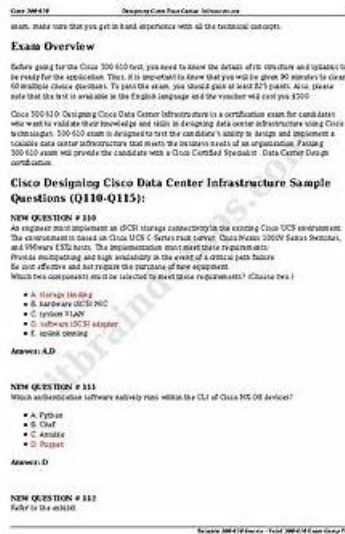 Cisco 300-610
Designing Cisco Data Center Infrastructure
exam, make sure that you get in hand experience with all the technical concepts.
Exam Overview
Before going for the Cisco 300-610 test, you need to know the details of its structure and syllabus to
be ready for the application. Thus, it is important to know that you will be given 90 minutes to clear
60 multiple choice questions. To pass the exam, you should gain at least 825 points. Also, please
note that the test is available in the English language and the voucher will cost you $300.
Cisco 300-610: Designing Cisco Data Center Infrastructure is a certification exam for candidates
who want to validate their knowledge and skills in designing data center infrastructure using Cisco
technologies. 300-610 exam is designed to test the candidate's ability to design and implement a
scalable data center infrastructure that meets the business needs of an organization. Passing
300-610 exam will provide the candidate with a Cisco Certified Specialist - Data Center Design
certification.
Cisco Designing Cisco Data Center Infrastructure Sample
Questions (Q110-Q115):
NEW QUESTION # 110
An engineer must implement an iSCSI storage connectivity in the existing Cisco UCS environment.
The environment is based on Cisco UCS C-Series rack server, Cisco Nexus 1000V Series Switches,
and VMware ESXi hosts. The implementation must meet these requirements:
Provide multipathing and high availability in the event of a critical path failure
Be cost effective and not require the purchase of new equipment
Which two components must be selected to meet these requirements? (Choose two.)
A. storage binding
B. hardware iSCSI NIC
C. system VLAN
D. software iSCSI adapter
E. uplink pinning
Answer: A,D
NEW QUESTION # 111
Which authentication software natively runs within the CLI of Cisco NX-OS devices?
A. Python
B. Chef
C. Ansible
D. Puppet
Answer: D
NEW QUESTION # 112
Refer to the exhibit.